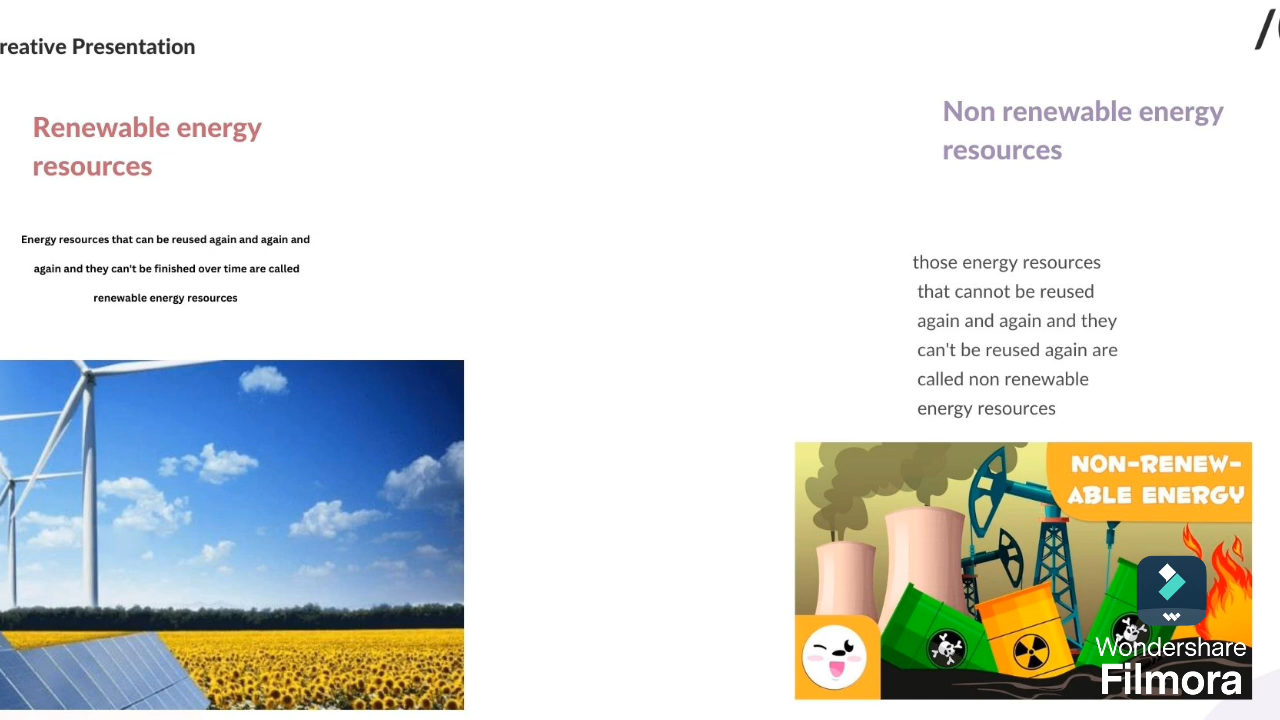 reative Presentation
Renewable energy
resources
Energy resources that can be reused again and again and
again and they can't be finished over time are called
renewable energy resources
Non renewable energy
resources
those energy resources
that cannot be reused
again and again and they
can't be reused again are
called non renewable
energy resources
NON-RENEW-
ABLE ENERGY
Wondershare
Filmora